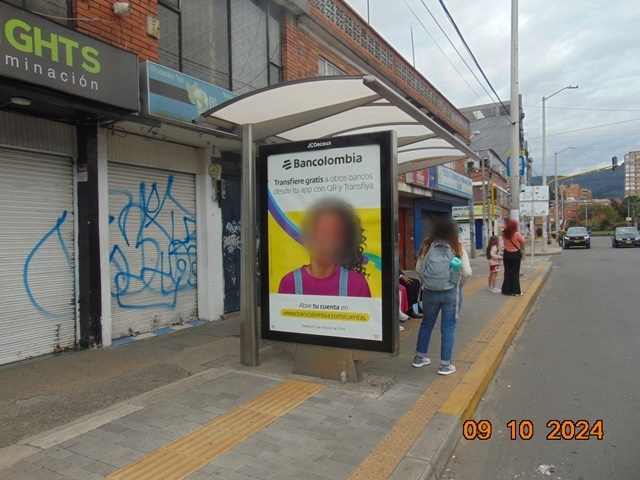 GHTS
minación
JCDecaux
Bancolombia
Transfiere gratis a otros bancos
desde tu app con QR y Transfiya
Abre tu cuenta en
www.bancolombia.com/cuentas
09 10 2024